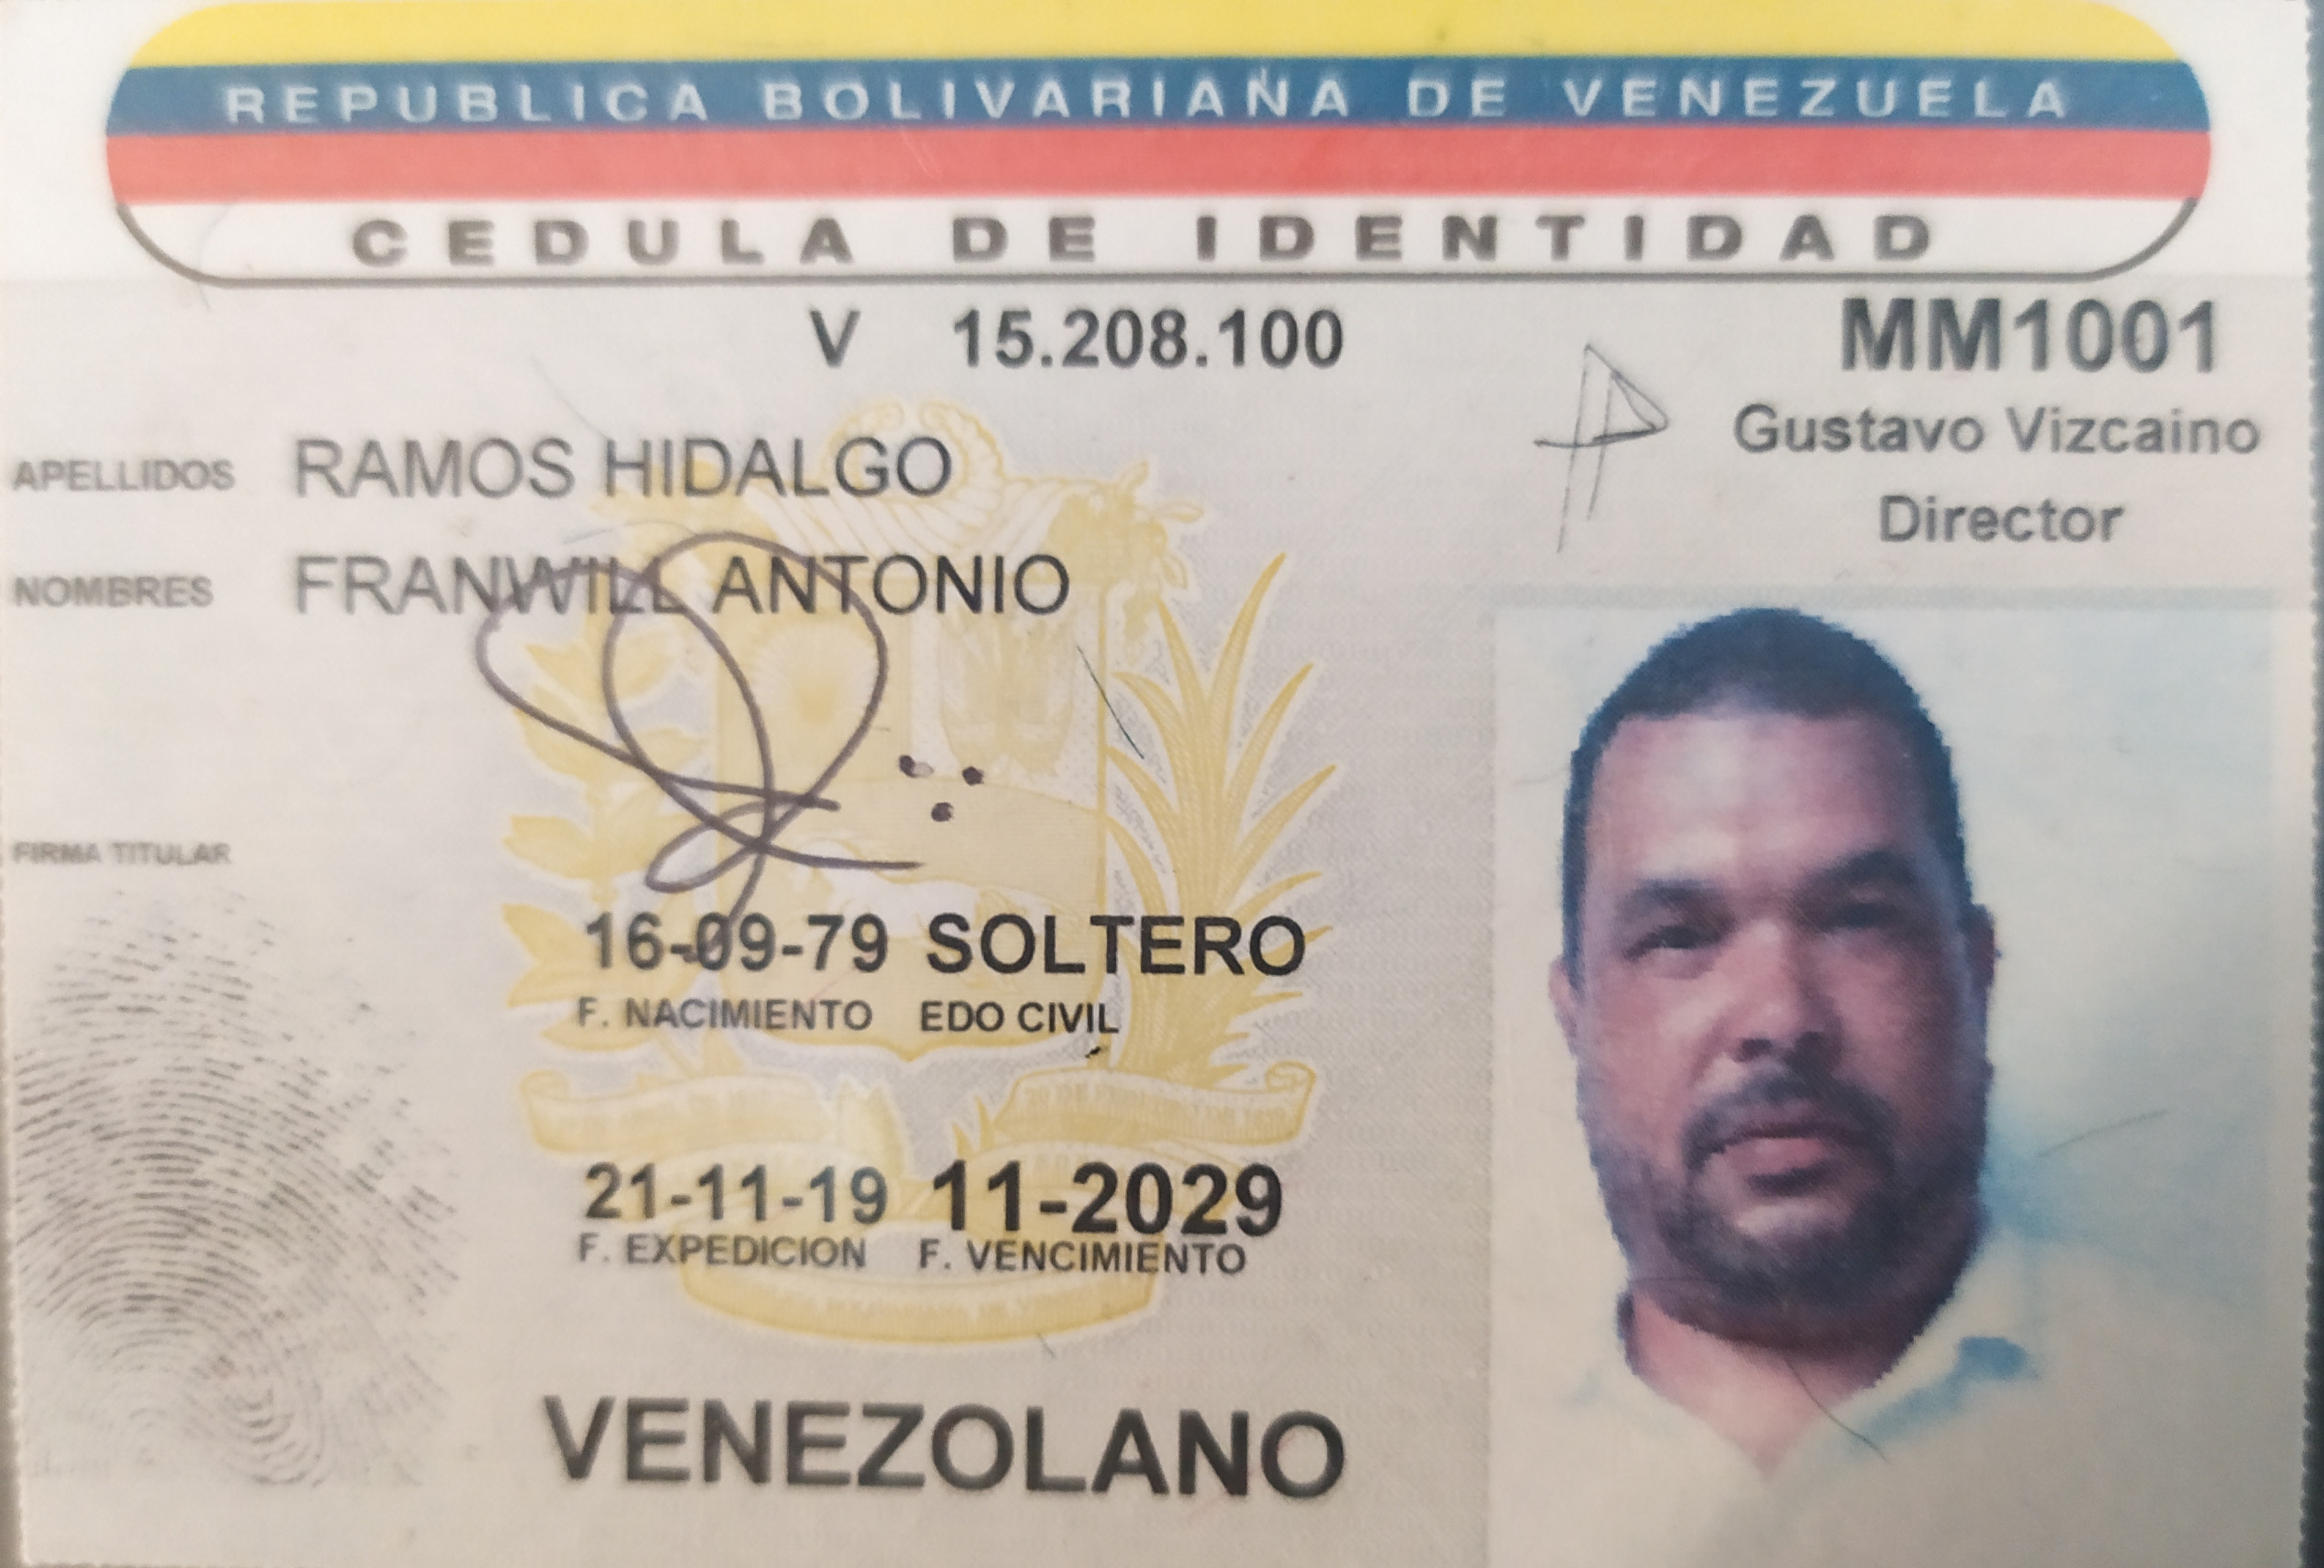 REPUBLICA BOLIVARIANA DE VENEZUELA
CEDULA DE IDENTIDAD
V 15.208.100
MM1001
Gustavo Vizcaino
Director
APELLIDOS RAMOS HIDALGO
NOMBRES FRANWILL ANTONIO
FIRMA TITULAR
16-09-79 SOLTERO
F. NACIMIENTO EDO CIVIL
21-11-19 11-2029
F. EXPEDICION F. VENCIMIENTO
VENEZOLANO